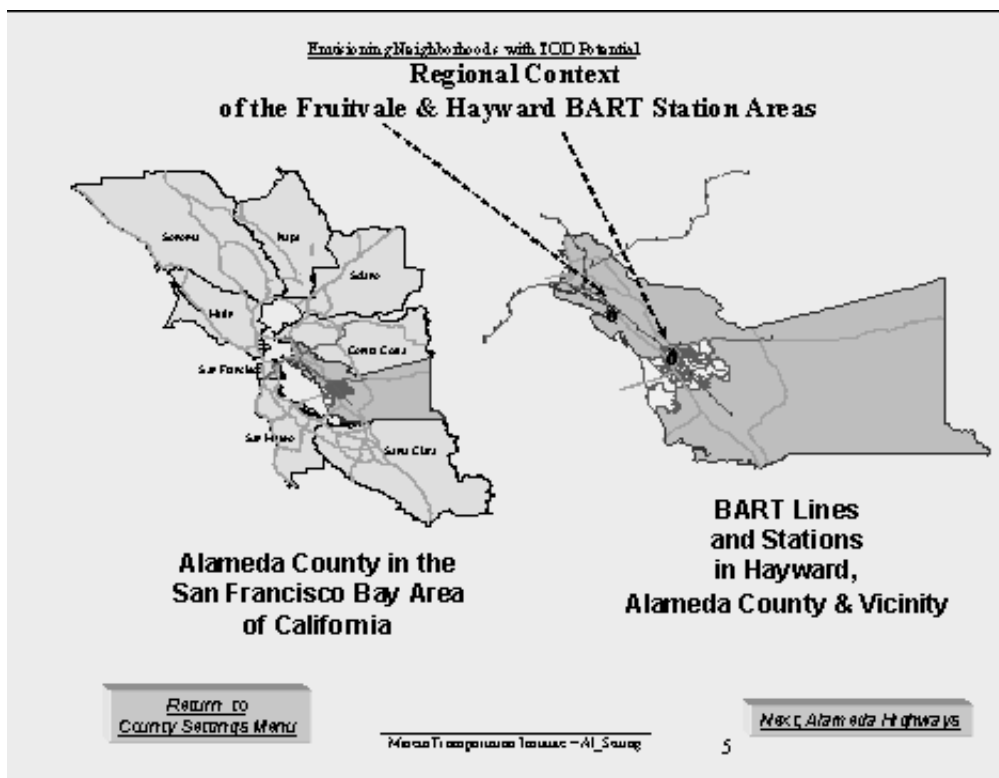 Envisioning Neighborhoods with TOD Potential
Regional Context
of the Fruitvale & Hayward BART Station Areas
Sonoma
Napa
Solano
Marin
Contra Costa
San Francisco
San Mateo
Santa Clara
Alameda County in the
San Francisco Bay Area
of California
BART Lines
and Stations
in Hayward,
Alameda County & Vicinity
Return to
County Settings Menu
Next, Alameda Highways
Transportation Institute
5